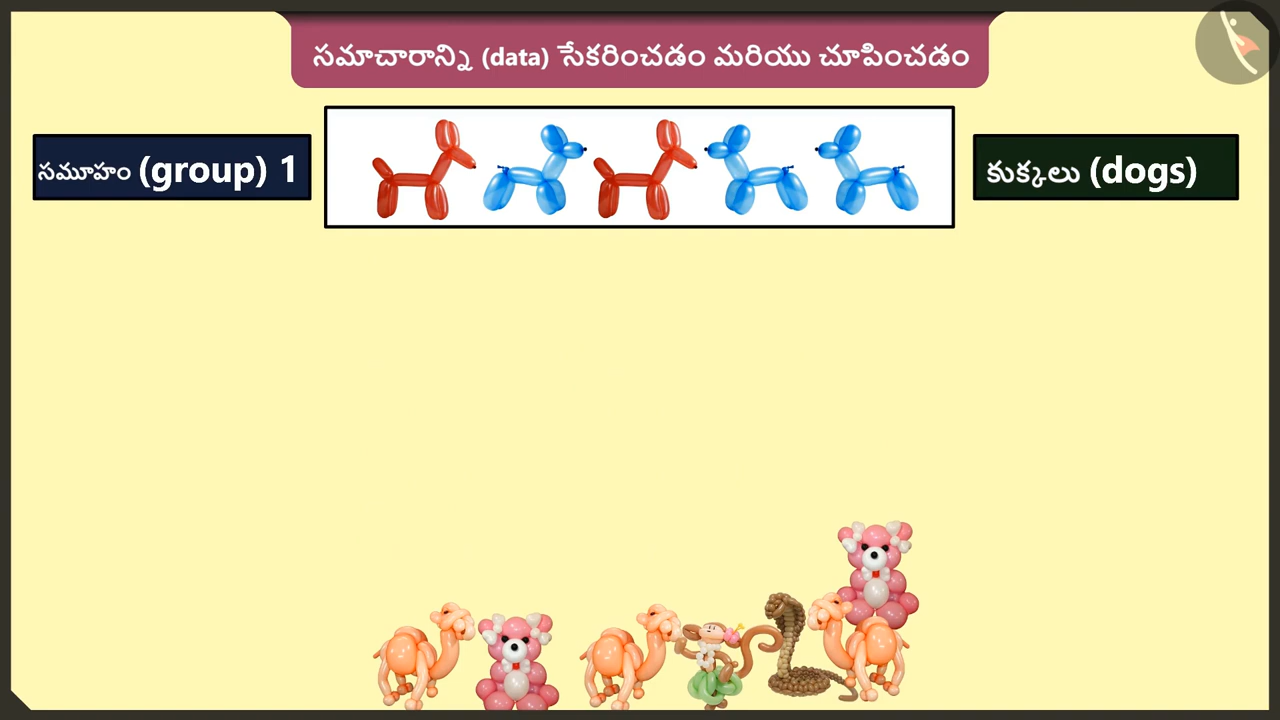 సమాచారాన్ని (data) సేకరించడం మరియు చూపించడం
సమూహం (group) 1
కుక్కలు (dogs)